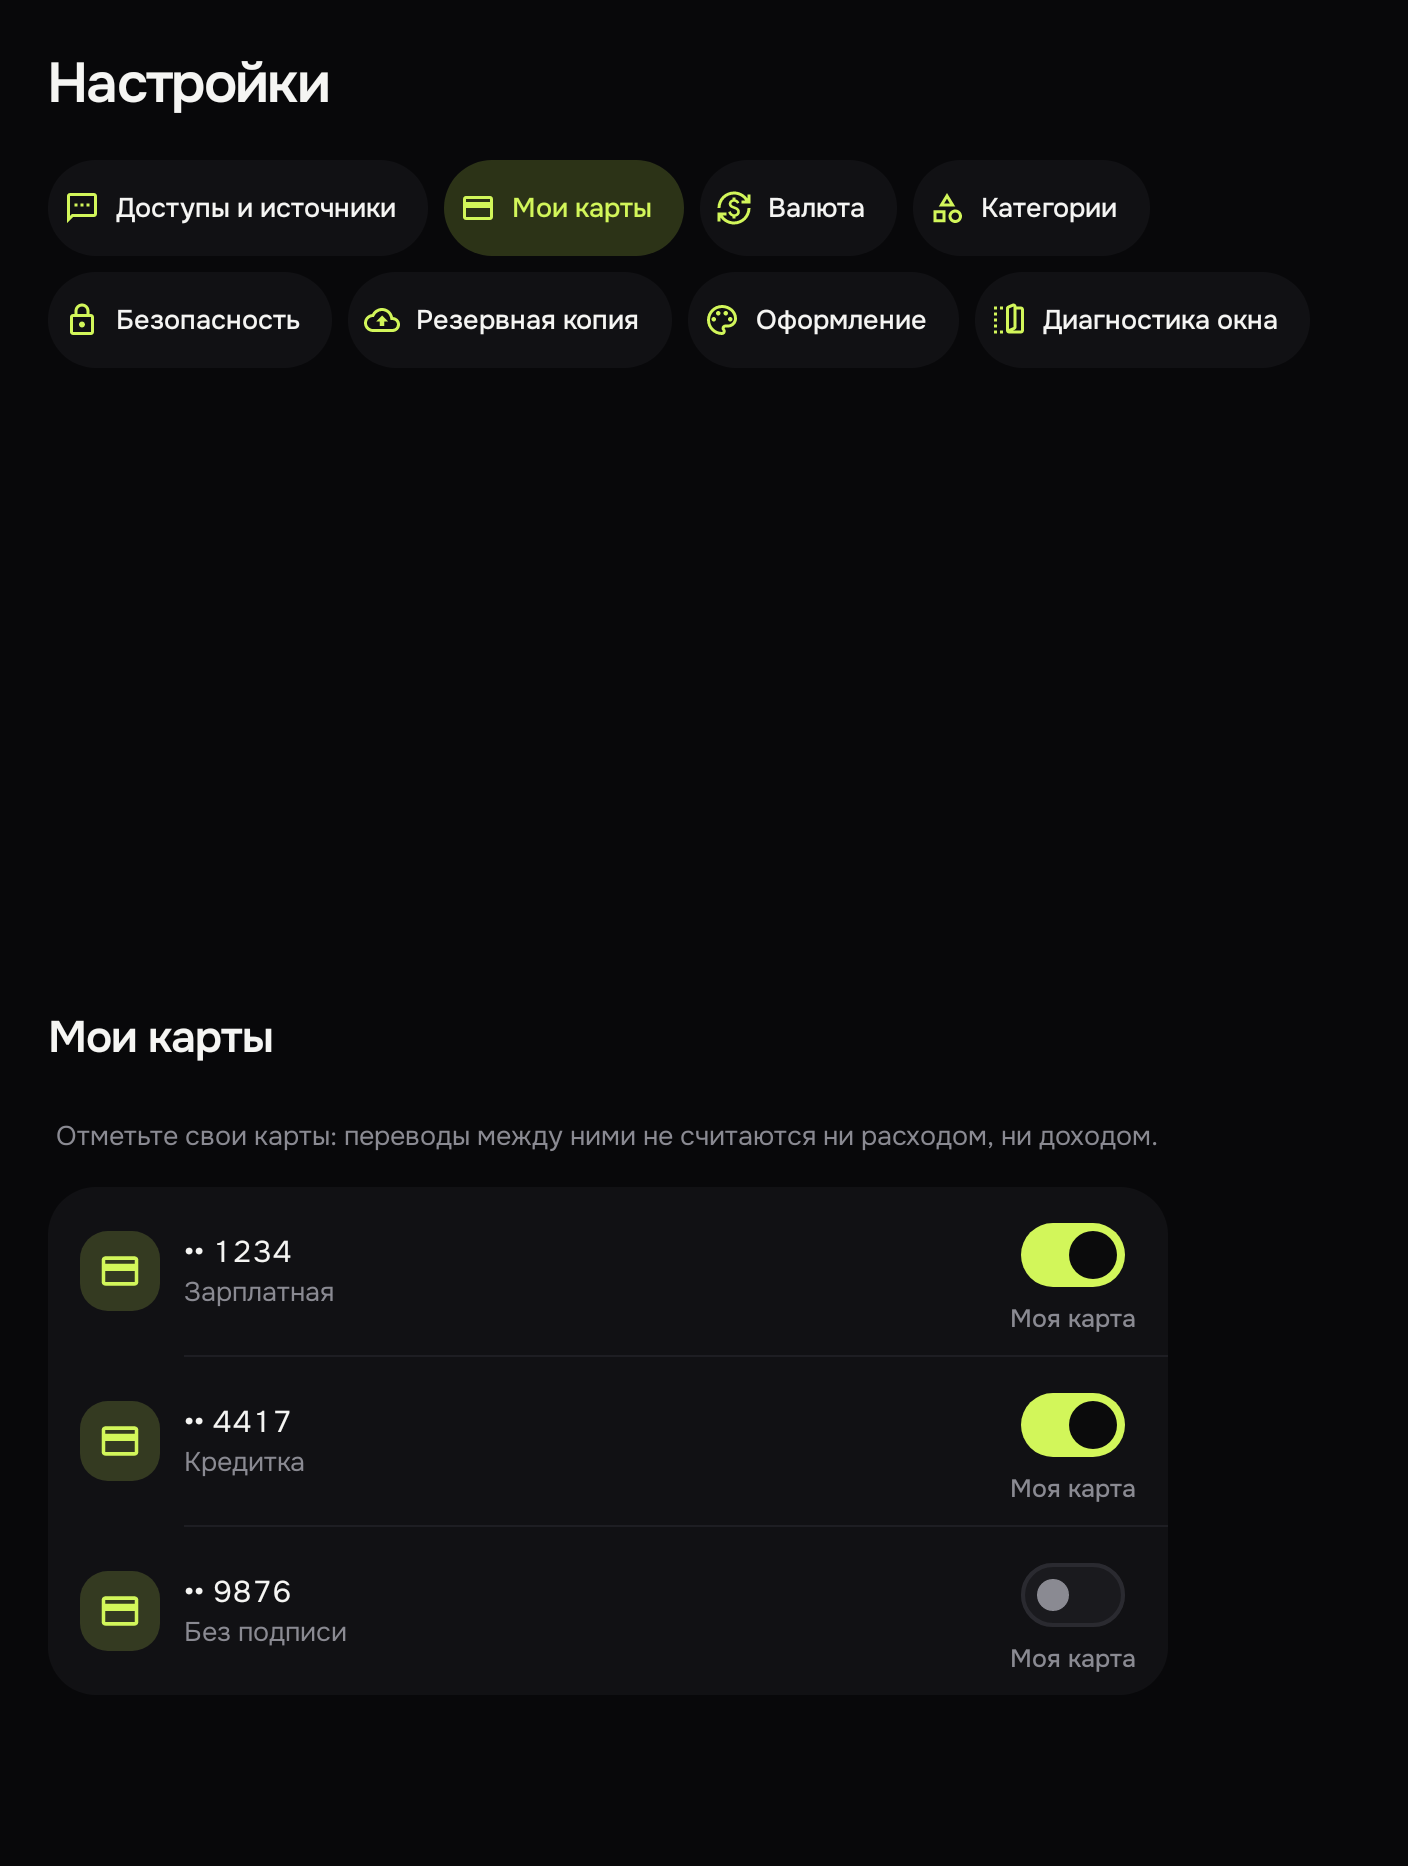 Настройки
Доступы и источники
Мои карты
Валюта
Категории
Безопасность
Резервная копия
Оформление
Диагностика окна
Мои карты
Отметьте свои карты: переводы между ними не считаются ни расходом, ни доходом.
•• 1234
Зарплатная
Моя карта
•• 4417
Кредитка
Моя карта
•• 9876
Без подписи
Моя карта